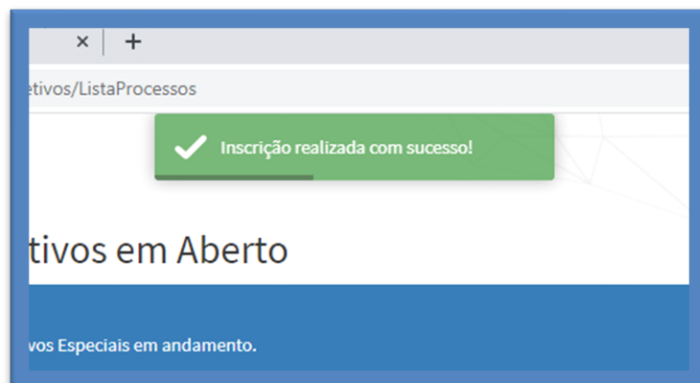 etivos/ListaProcessos
Inscrição realizada com sucesso!
tivos em Aberto
vos Especiais em andamento.